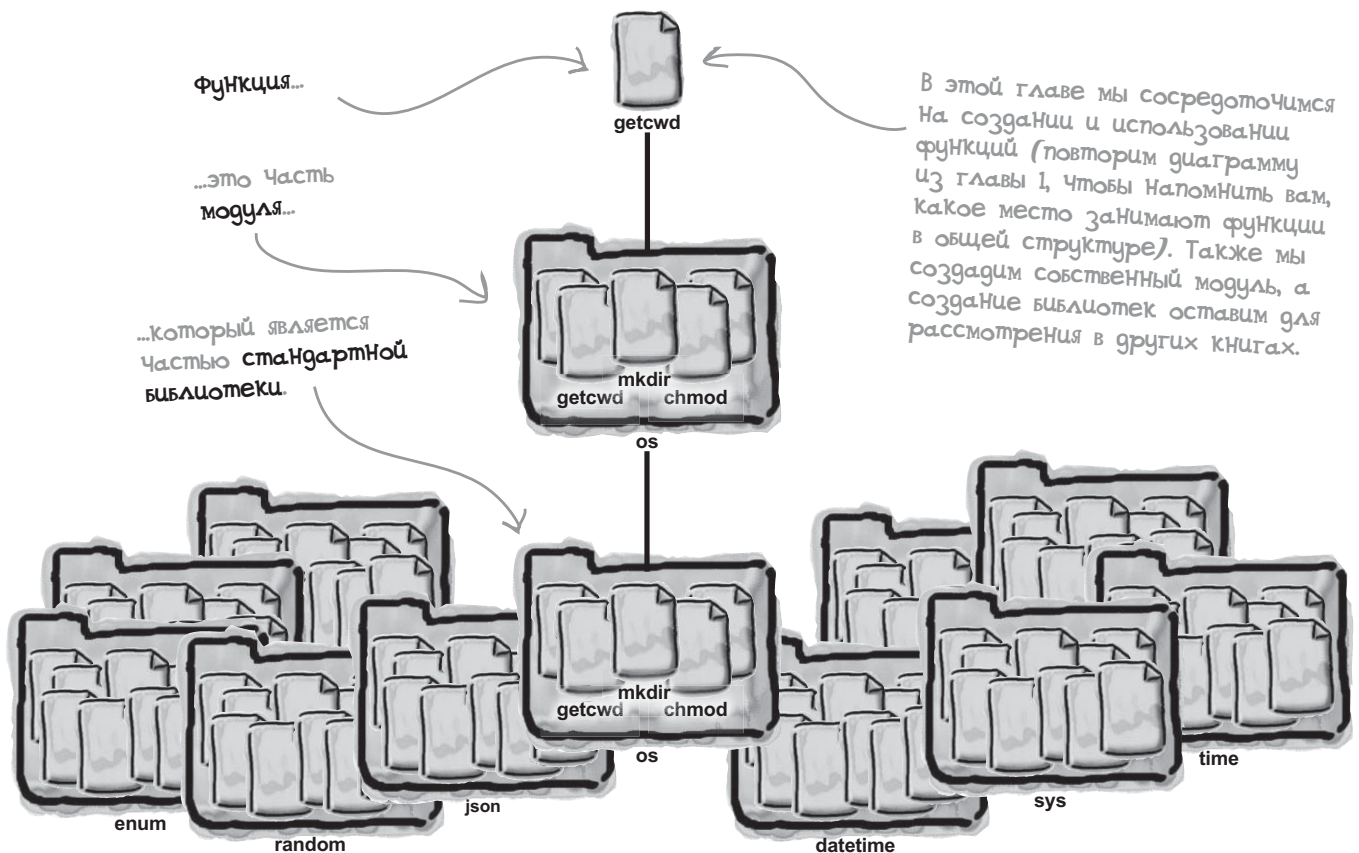 Функция...
getcwd
В этой главе мы сосредоточимся
на создании и использовании
функций (повторим диаграмму
из главы 1, чтобы напомнить вам,
какое место занимают функции
в общей структуре). Также мы
создадим собственный модуль, а
создание библиотек оставим для
рассмотрения в других книгах.
...это часть
модуля...
...который является
частью стандартной
библиотеки.
mkdir
getcwd chmod
os
mkdir
getcwd chmod
os
enum
random
json
datetime
sys
time